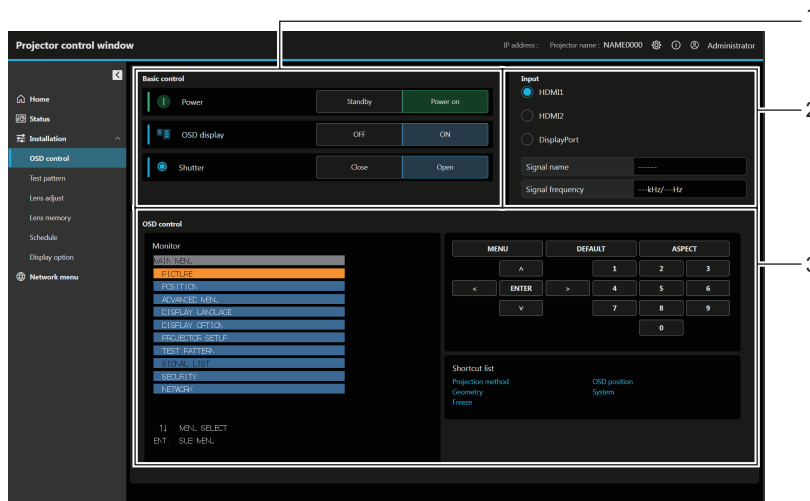 1
Projector control window
IP address : Projector name : NAME0000 Administrator
Basic control
Power Standby Power on
OSD display OFF ON
Shutter Close Open
Input
HDMI1
HDMI2
DisplayPort
Signal name ------
Signal frequency ---kHz/---Hz
2
Home
Status
Installation
OSD control
Test pattern
Lens adjust
Lens memory
Schedule
Display option
Network menu
OSD control
Monitor
MAIN MENU
PICTURE
POSITION
ADVANCED MENU
DISPLAY LANGUAGE
DISPLAY OPTION
PROJECTOR SETUP
TEST PATTERN
SIGNAL LIST
SECURITY
NETWORK
↑↓ MENU SELECT
ENT. SUB MENU
MENU DEFAULT ASPECT
∧ 1 2 3
< ENTER > 4 5 6
∨ 7 8 9
0
3
Shortcut list
Projection method OSD position
Geometry System
Freeze